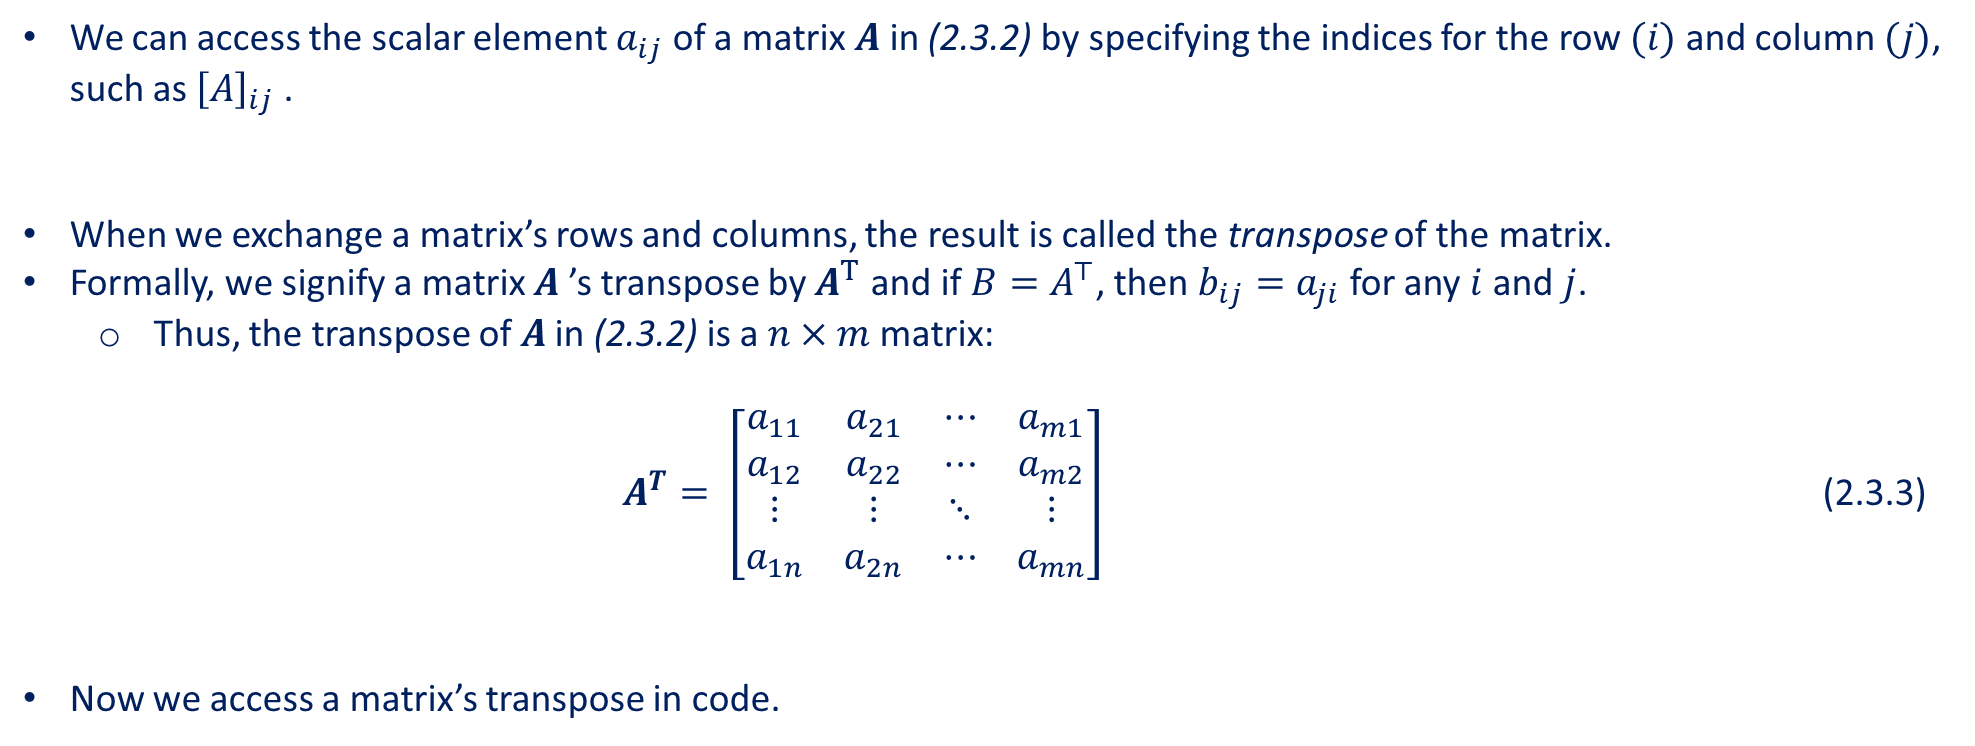 • We can access the scalar element aᵢⱼ of a matrix A in (2.3.2) by specifying the indices for the row (i) and column (j),
such as [A]ᵢⱼ .
• When we exchange a matrix’s rows and columns, the result is called the transpose of the matrix.
• Formally, we signify a matrix A ’s transpose by Aᵀ and if B = A⊤, then bᵢⱼ = aⱼᵢ for any i and j.
○ Thus, the transpose of A in (2.3.2) is a n × m matrix:
a₁₁ a₂₁ ⋯ aₘ₁
a₁₂ a₂₂ ⋯ aₘ₂
Aᵀ = (2.3.3)
⋮ ⋮ ⋱ ⋮
a₁ₙ a₂ₙ ⋯ aₘₙ
• Now we access a matrix’s transpose in code.